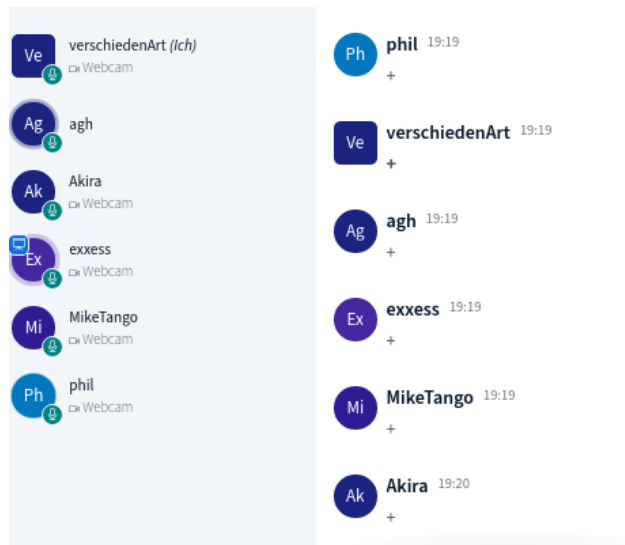 Ve
verschiedenArt (Ich)
Webcam
Ag
agh
Ak
Akira
Webcam
Ex
exxess
Webcam
Mi
MikeTango
Webcam
Ph
phil
Webcam
Ph
phil 19:19
+
Ve
verschiedenArt 19:19
+
Ag
agh 19:19
+
Ex
exxess 19:19
+
Mi
MikeTango 19:19
+
Ak
Akira 19:20
+